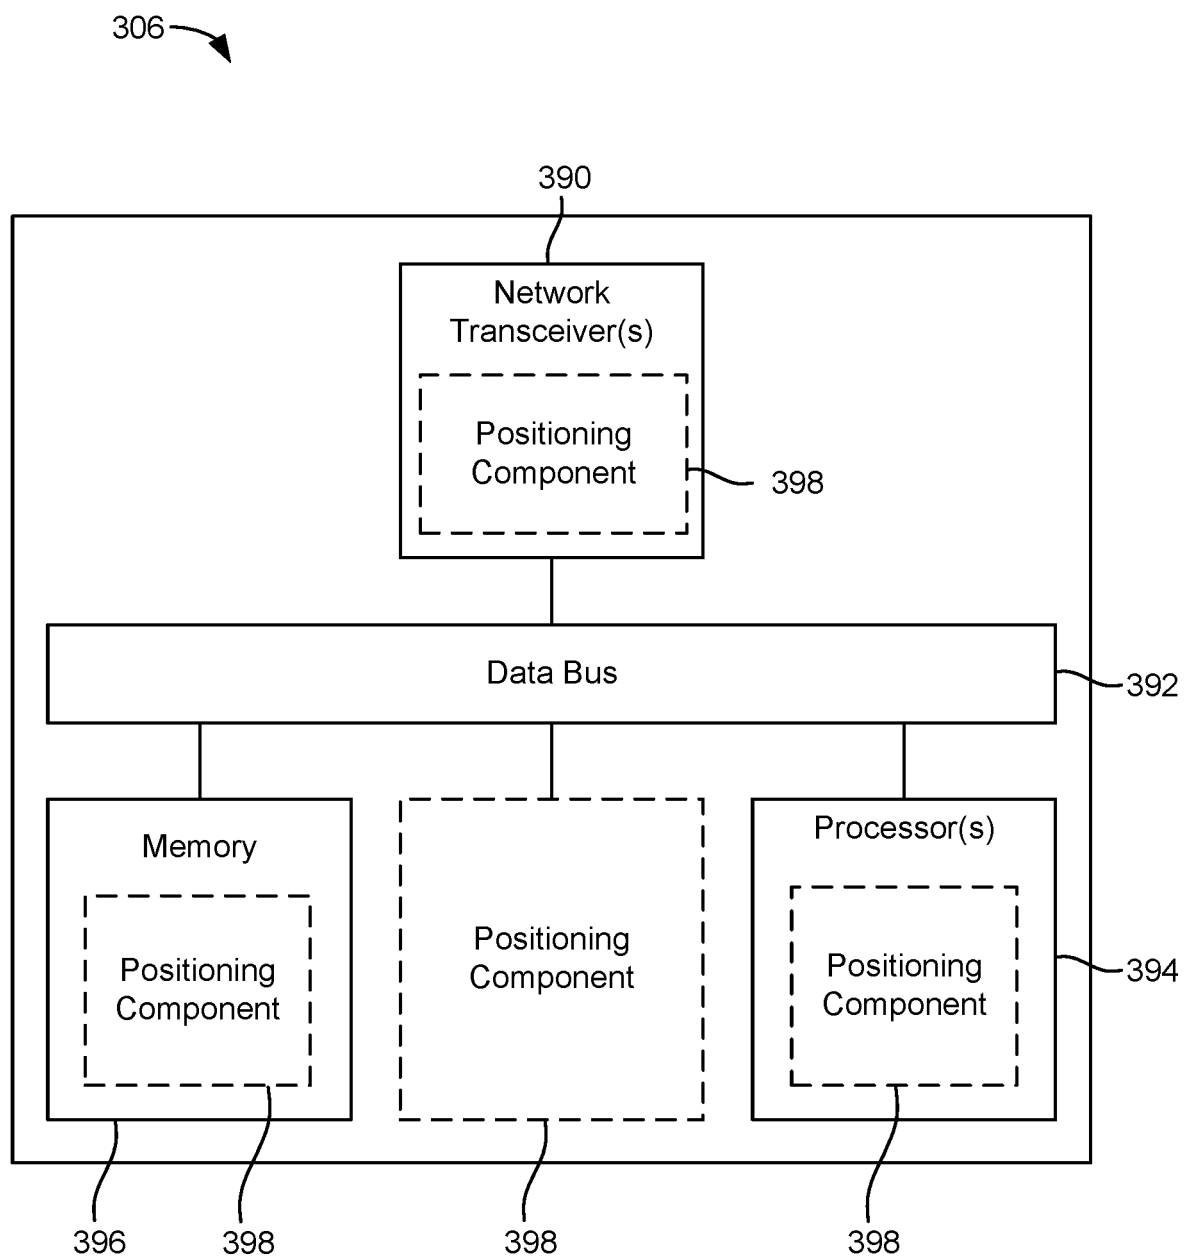 306
390
Network
Transceiver(s)
Positioning
Component
398
Data Bus
392
Memory
Positioning
Component
Positioning
Component
Processor(s)
Positioning
Component
394
396
398
398
398